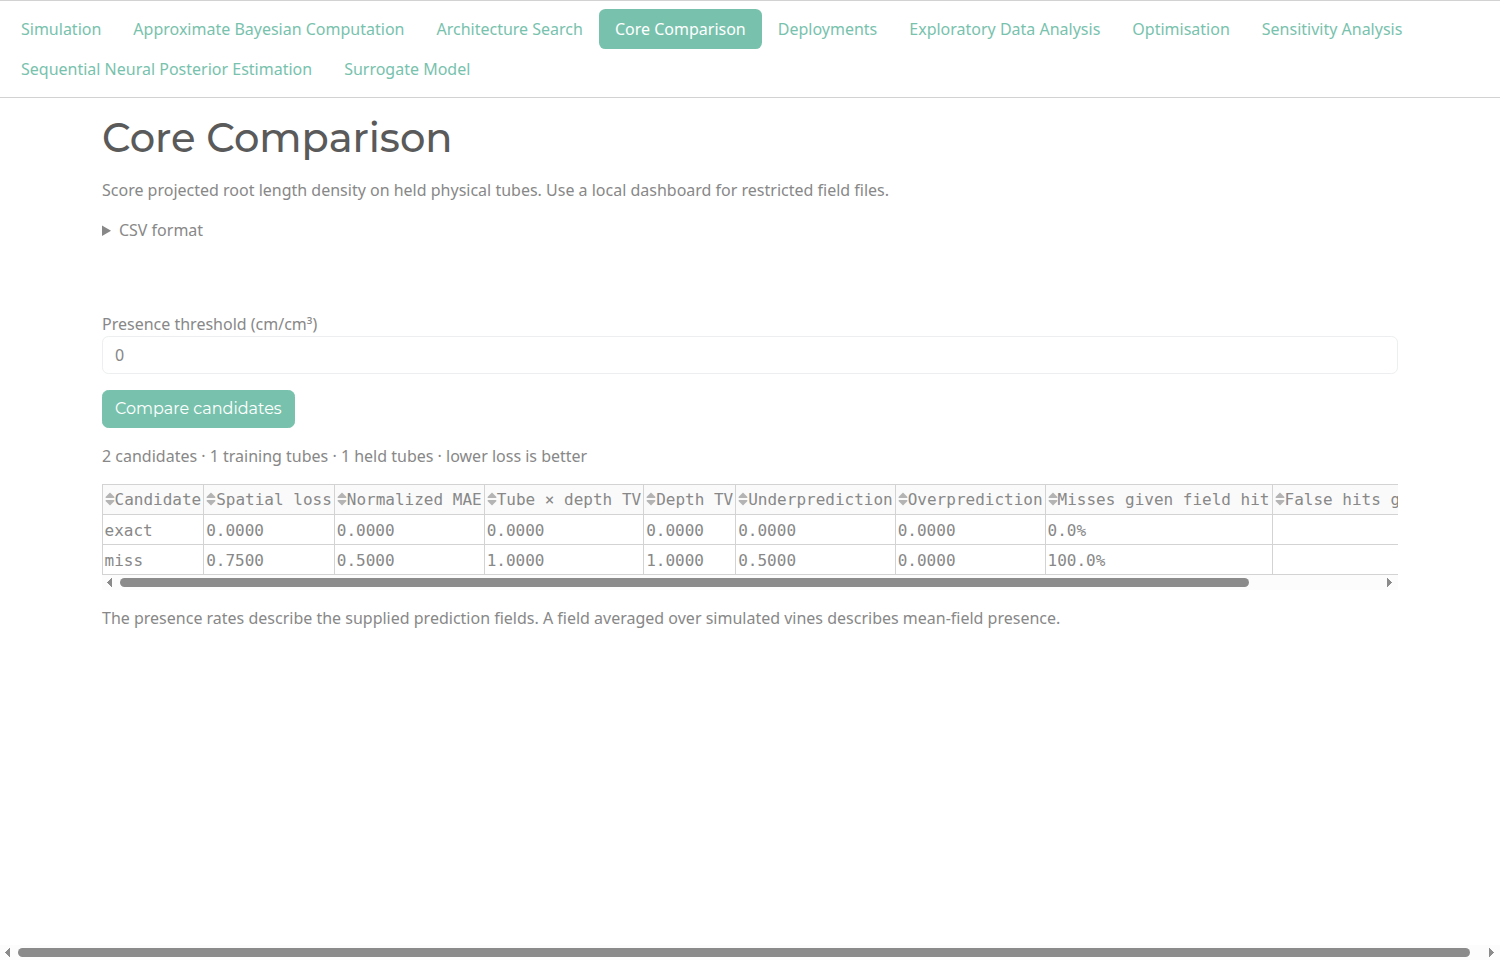 Simulation Approximate Bayesian Computation Architecture Search Core Comparison Deployments Exploratory Data Analysis Optimisation Sensitivity Analysis
Sequential Neural Posterior Estimation Surrogate Model
Core Comparison
Score projected root length density on held physical tubes. Use a local dashboard for restricted field files.
CSV format
Presence threshold (cm/cm³)
0
Compare candidates
2 candidates · 1 training tubes · 1 held tubes · lower loss is better
Candidate Spatial loss Normalized MAE Tube × depth TV Depth TV Underprediction Overprediction Misses given field hit False hits g
exact 0.0000 0.0000 0.0000 0.0000 0.0000 0.0000 0.0%
miss 0.7500 0.5000 1.0000 1.0000 0.5000 0.0000 100.0%
The presence rates describe the supplied prediction fields. A field averaged over simulated vines describes mean-field presence.